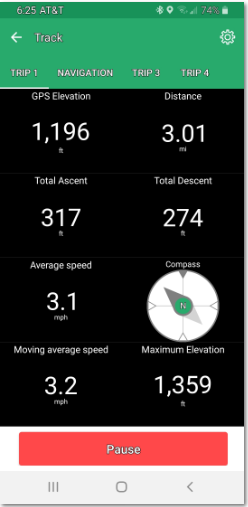 6:25 AT&T 74%
Track
TRIP 1 NAVIGATION TRIP 3 TRIP 4
GPS Elevation Distance
1,196 3.01
ft mi
Total Ascent Total Descent
317 274
ft ft
Average speed Compass
3.1 N
mph
Moving average speed Maximum Elevation
3.2 1,359
mph ft
Pause